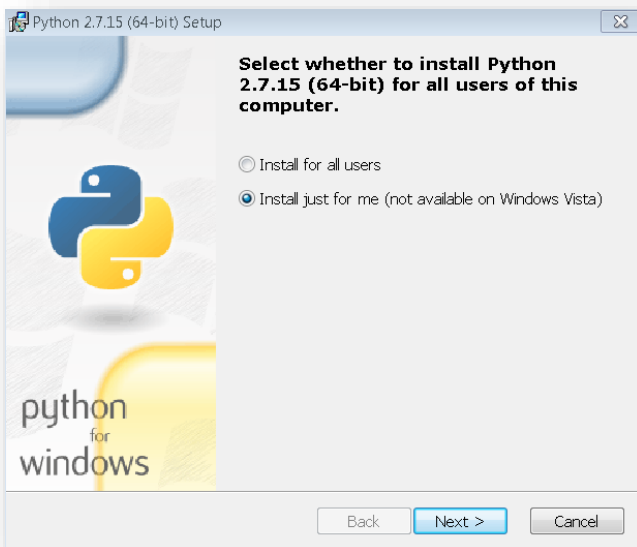 Python 2.7.15 (64-bit) Setup
Select whether to install Python
2.7.15 (64-bit) for all users of this
computer.
Install for all users
Install just for me (not available on Windows Vista)
python
for
windows
Back
Next >
Cancel